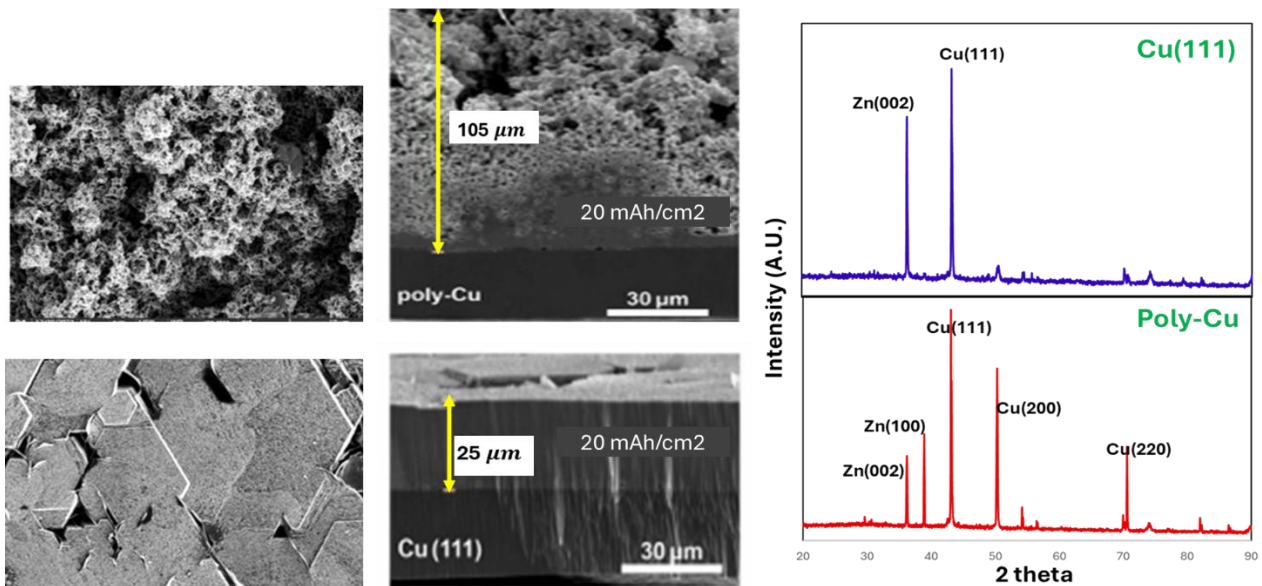 105 μm
20 mAh/cm2
poly-Cu
30 μm
25 μm
20 mAh/cm2
Cu (111)
30 μm
Intensity (A.U.)
Cu(111)
Cu(111)
Zn(002)
Poly-Cu
Cu(111)
Cu(200)
Zn(100)
Cu(220)
Zn(002)
20 30 40 50 60 70 80 90
2 theta